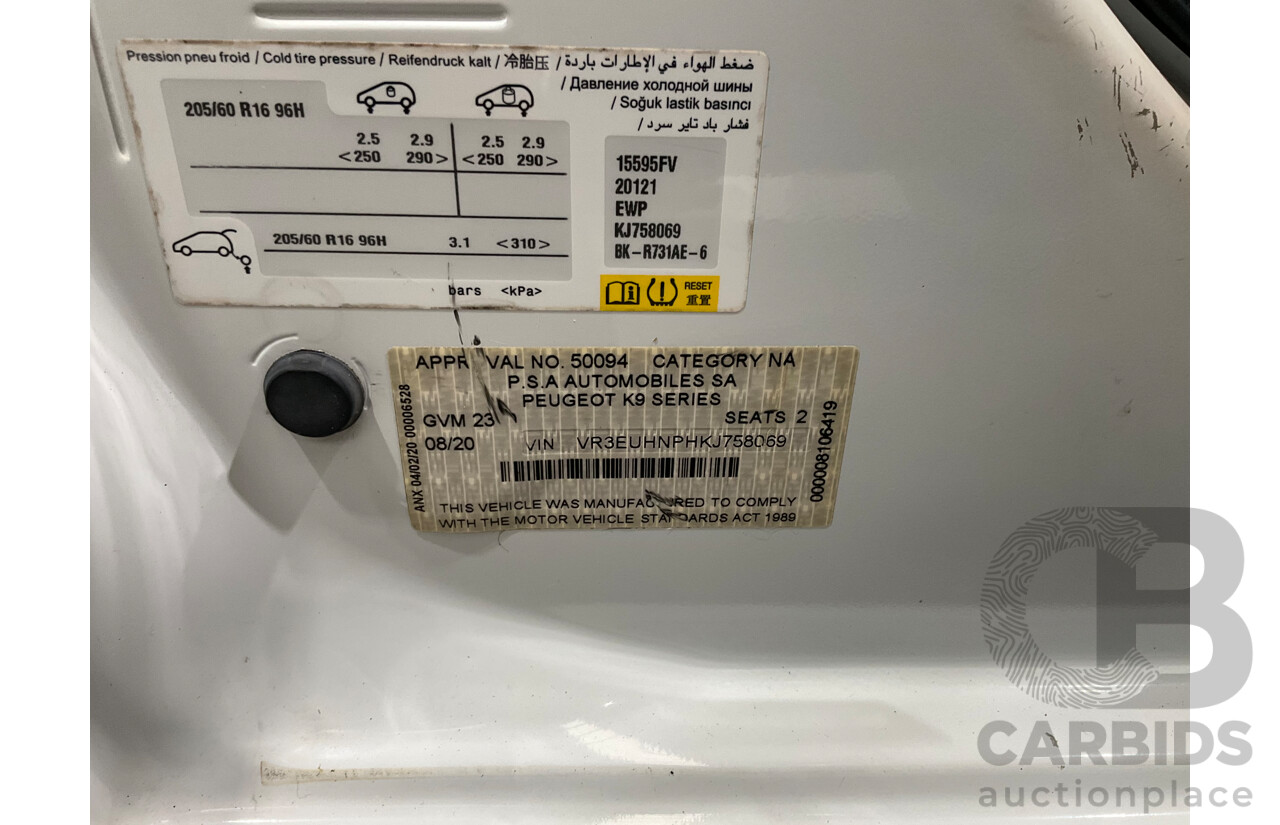 Pression pneu froid / Cold tire pressure / Reifendruck kalt / 冷胎压 / ضغط الهواء في الإطارات باردة
/ Давление холодной шины
/ Soğuk lastik basıncı
/ فشار باد تایر سرد
205/60 R16 96H
2.5 2.9 2.5 2.9
<250 290> <250 290>
205/60 R16 96H 3.1 <310>
bars <kPa>
15595FV
20121
EWP
KJ758069
BK-R731AE-6
RESET
重置
VAL NO. 50094 CATEGORY NA
P.S.A AUTOMOBILES SA
PEUGEOT K9 SERIES
GVM SEATS 2
08/20 VIN VR3EUHNPHKJ758069
THIS VEHICLE WAS MANUFAC RED TO COMPLY
WITH THE MOTOR VEHICLE STA DARDS ACT 1989
ANX 04/02/20 00006528
000008106419
CB
CARBIDS
auctionplace